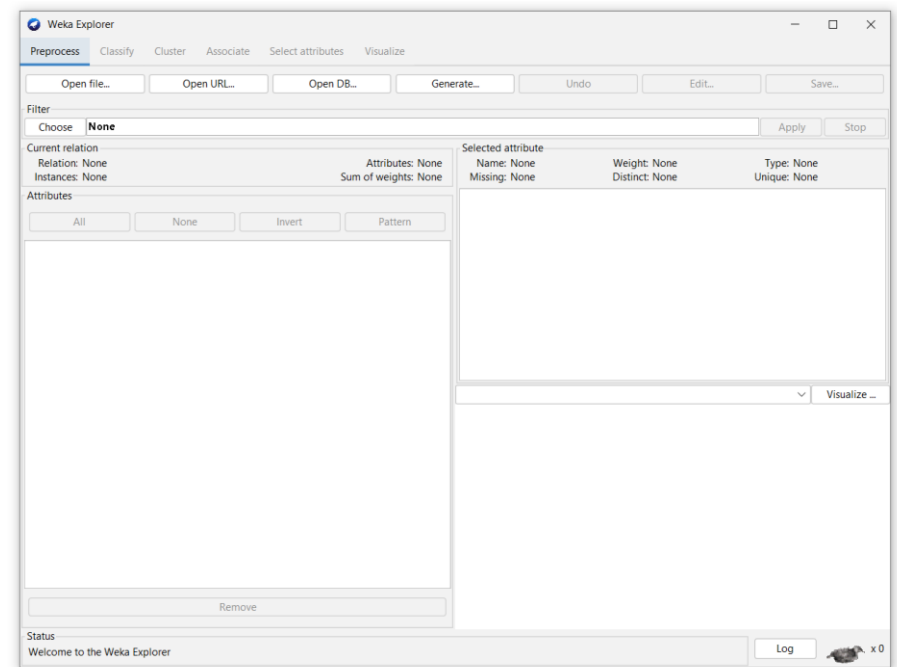 Weka Explorer
Preprocess Classify Cluster Associate Select attributes Visualize
Open file... Open URL... Open DB... Generate... Undo Edit... Save...
Filter
Choose None Apply Stop
Current relation
Relation: None Attributes: None
Instances: None Sum of weights: None
Selected attribute
Name: None Weight: None Type: None
Missing: None Distinct: None Unique: None
Attributes
All None Invert Pattern
Visualize ...
Remove
Status
Welcome to the Weka Explorer
Log x 0